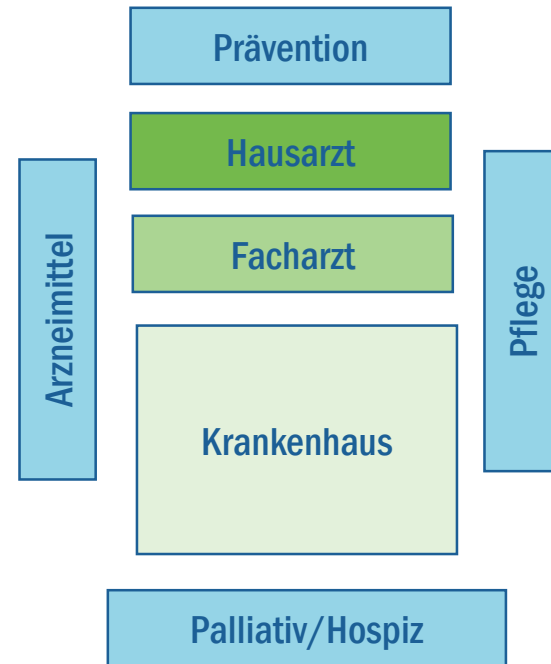 Prävention
Hausarzt
Facharzt
Arzneimittel
Pflege
Krankenhaus
Palliativ/Hospiz